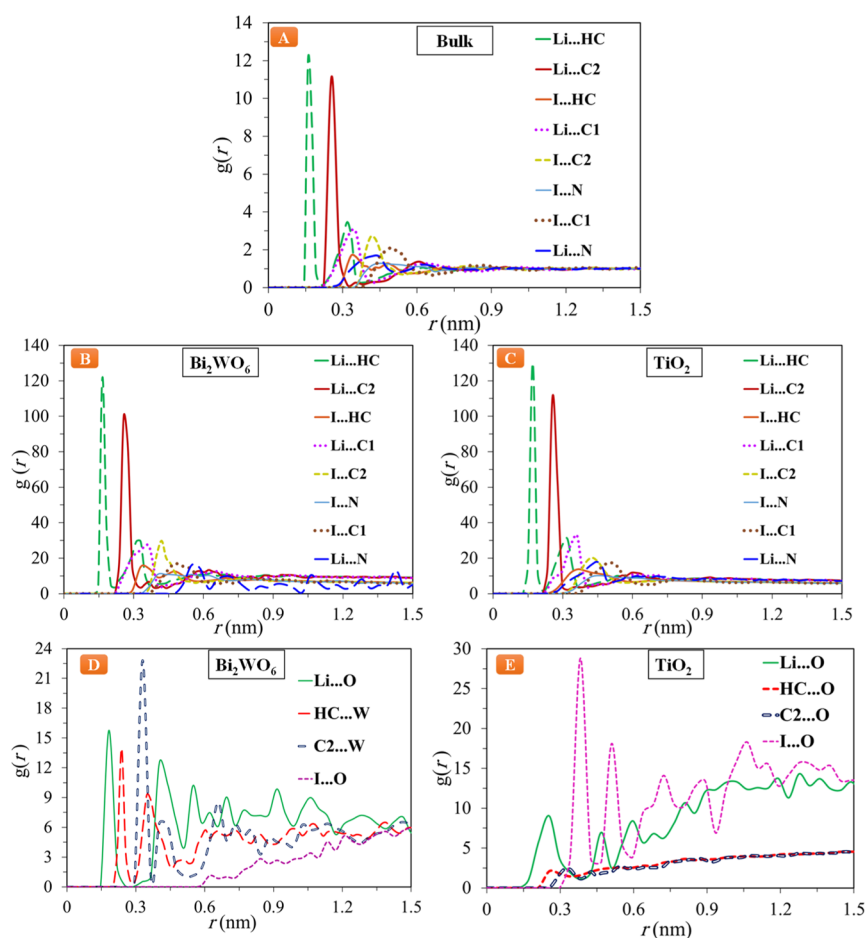 A
Bulk
14
12
10
8
6
4
2
0
g(r)
0
0.3
0.6
0.9
1.2
1.5
r (nm)
Li...HC
Li...C2
I...HC
Li...C1
I...C2
I...N
I...C1
Li...N
B
Bi2WO6
140
120
100
80
60
40
20
0
g (r)
0
0.3
0.6
0.9
1.2
1.5
r (nm)
Li...HC
Li...C2
I...HC
Li...C1
I...C2
I...N
I...C1
Li...N
C
TiO2
140
120
100
80
60
40
20
0
g(r)
0
0.3
0.6
0.9
1.2
1.5
r (nm)
Li...HC
Li...C2
I...HC
Li...C1
I...C2
I...N
I...C1
Li...N
D
Bi2WO6
24
21
18
15
12
9
6
3
0
g(r)
0
0.3
0.6
0.9
1.2
1.5
r (nm)
Li...O
HC...W
C2...W
I...O
E
TiO2
30
25
20
15
10
5
0
g(r)
0
0.3
0.6
0.9
1.2
1.5
r (nm)
Li...O
HC...O
C2...O
I...O